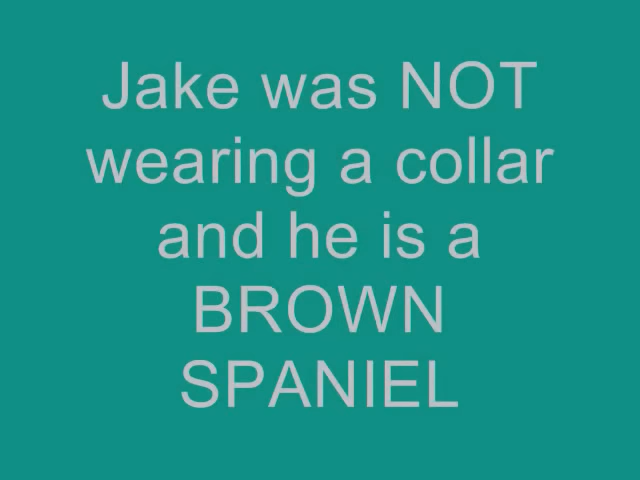 Jake was NOT
wearing a collar
and he is a
BROWN
SPANIEL